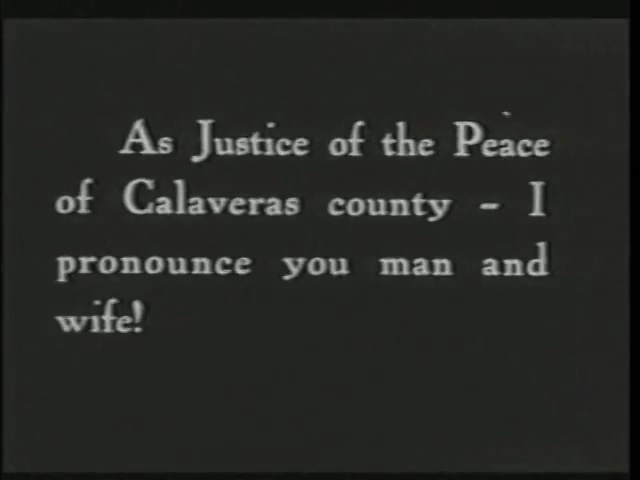 As Justice of the Peace
of Calaveras county - I
pronounce you man and
wife!